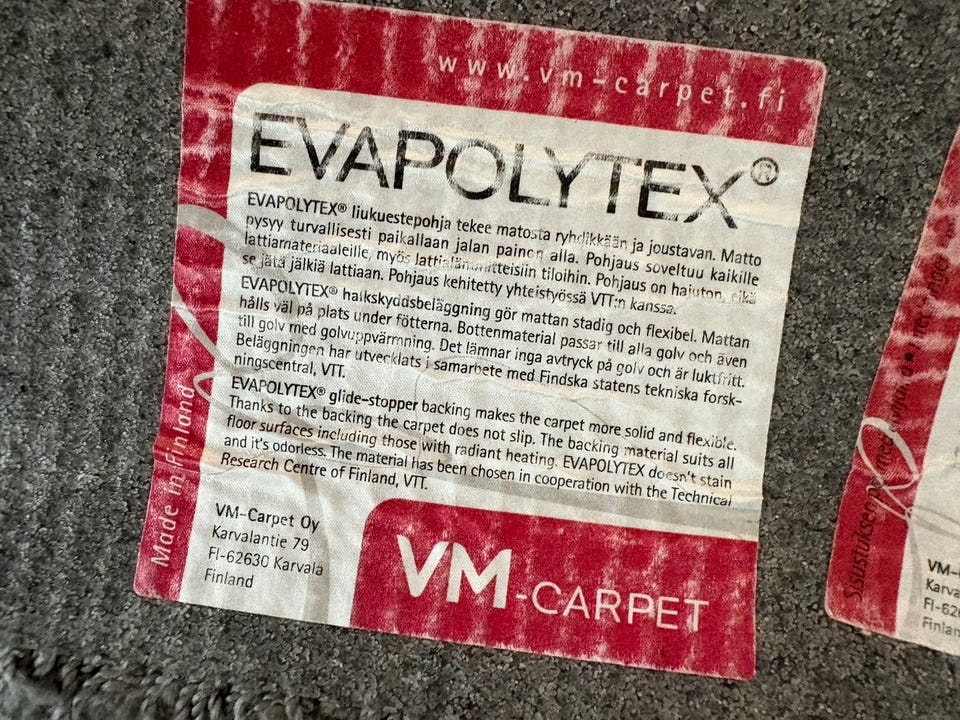 www.vm-carpet.fi
EVAPOLYTEX®
EVAPOLYTEX® liukuestepohja tekee matosta ryhdikkään ja joustavan. Matto
pysyy turvallisesti paikallaan jalan painon alla. Pohjaus soveltuu kaikille
lattiamateriaaleille, myös lattialämmitteisiin tiloihin. Pohjaus on hajuton, eikä
se jätä jälkiä lattiaan. Pohjaus kehitetty yhteistyössä VTT:n kanssa.
EVAPOLYTEX® halkskyddsbeläggning gör mattan stadig och flexibel. Mattan
hålls väl på plats under fötterna. Bottenmaterial passar till alla golv och även
till golv med golvuppvärmning. Det lämnar inga avtryck på golv och är luktfritt.
Beläggningen har utvecklats i samarbete med Findska statens tekniska forsk-
ningscentral, VTT.
EVAPOLYTEX® glide-stopper backing makes the carpet more solid and flexible.
Thanks to the backing the carpet does not slip. The backing material suits all
floor surfaces including those with radiant heating. EVAPOLYTEX doesn't stain
and it's odorless. The material has been chosen in cooperation with the Technical
Research Centre of Finland, VTT.
Made in Finland
VM-Carpet Oy
Karvalantie 79
FI-62630 Karvala
Finland
VM-CARPET
Sisustukseen
VM-
Karva
FI-62
Finlan